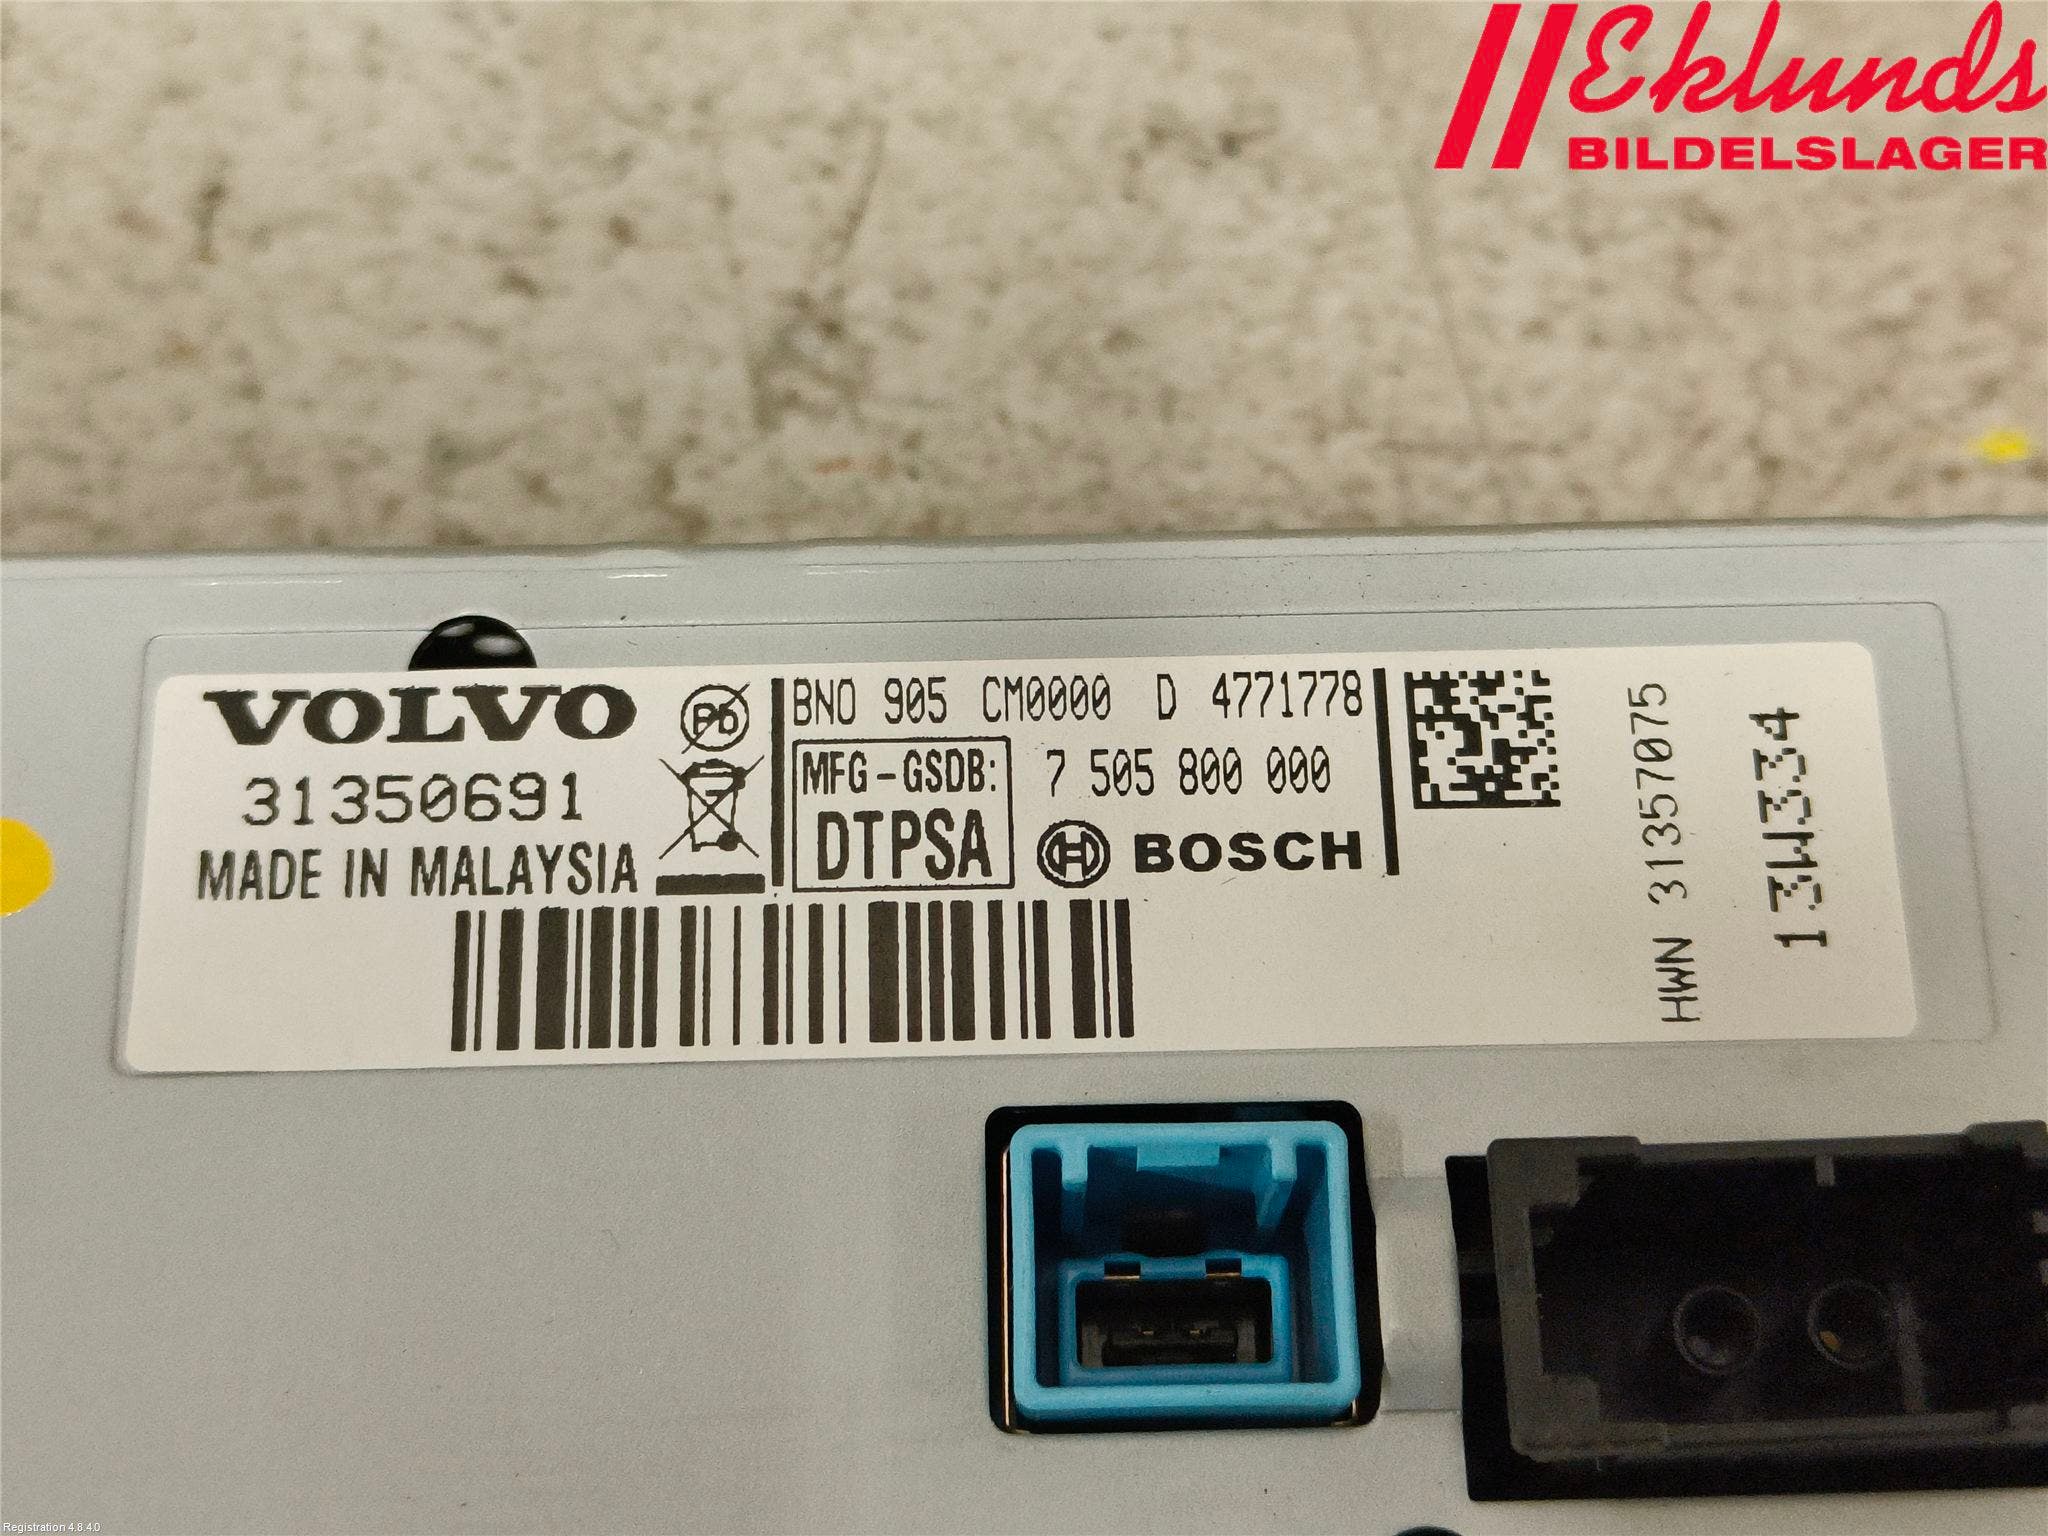 Eklunds
BILDELSLAGER
VOLVO
31350691
MADE IN MALAYSIA
Pb
BNO 905 CM0000 D 4771778
MFG-GSDB:
DTPSA
7 505 800 000
BOSCH
HWN 31357075
13W334
Registration 4.8.4.0